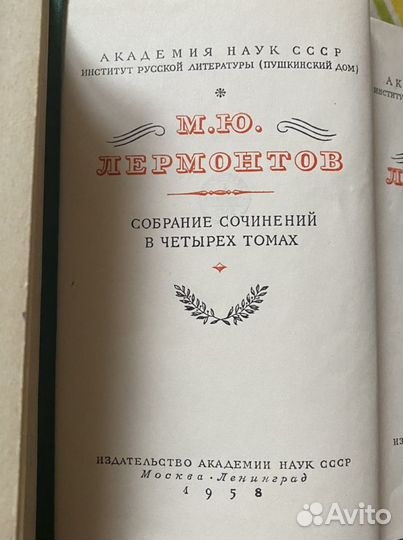 АКАДЕМИЯ НАУК СССР
ИНСТИТУТ РУССКОЙ ЛИТЕРАТУРЫ (ПУШКИНСКИЙ ДОМ)
М.Ю.
ЛЕРМОНТОВ
СОБРАНИЕ СОЧИНЕНИЙ
В ЧЕТЫРЕХ ТОМАХ
ИЗДАТЕЛЬСТВО АКАДЕМИИ НАУК СССР
Москва - Ленинград
1958
Avito